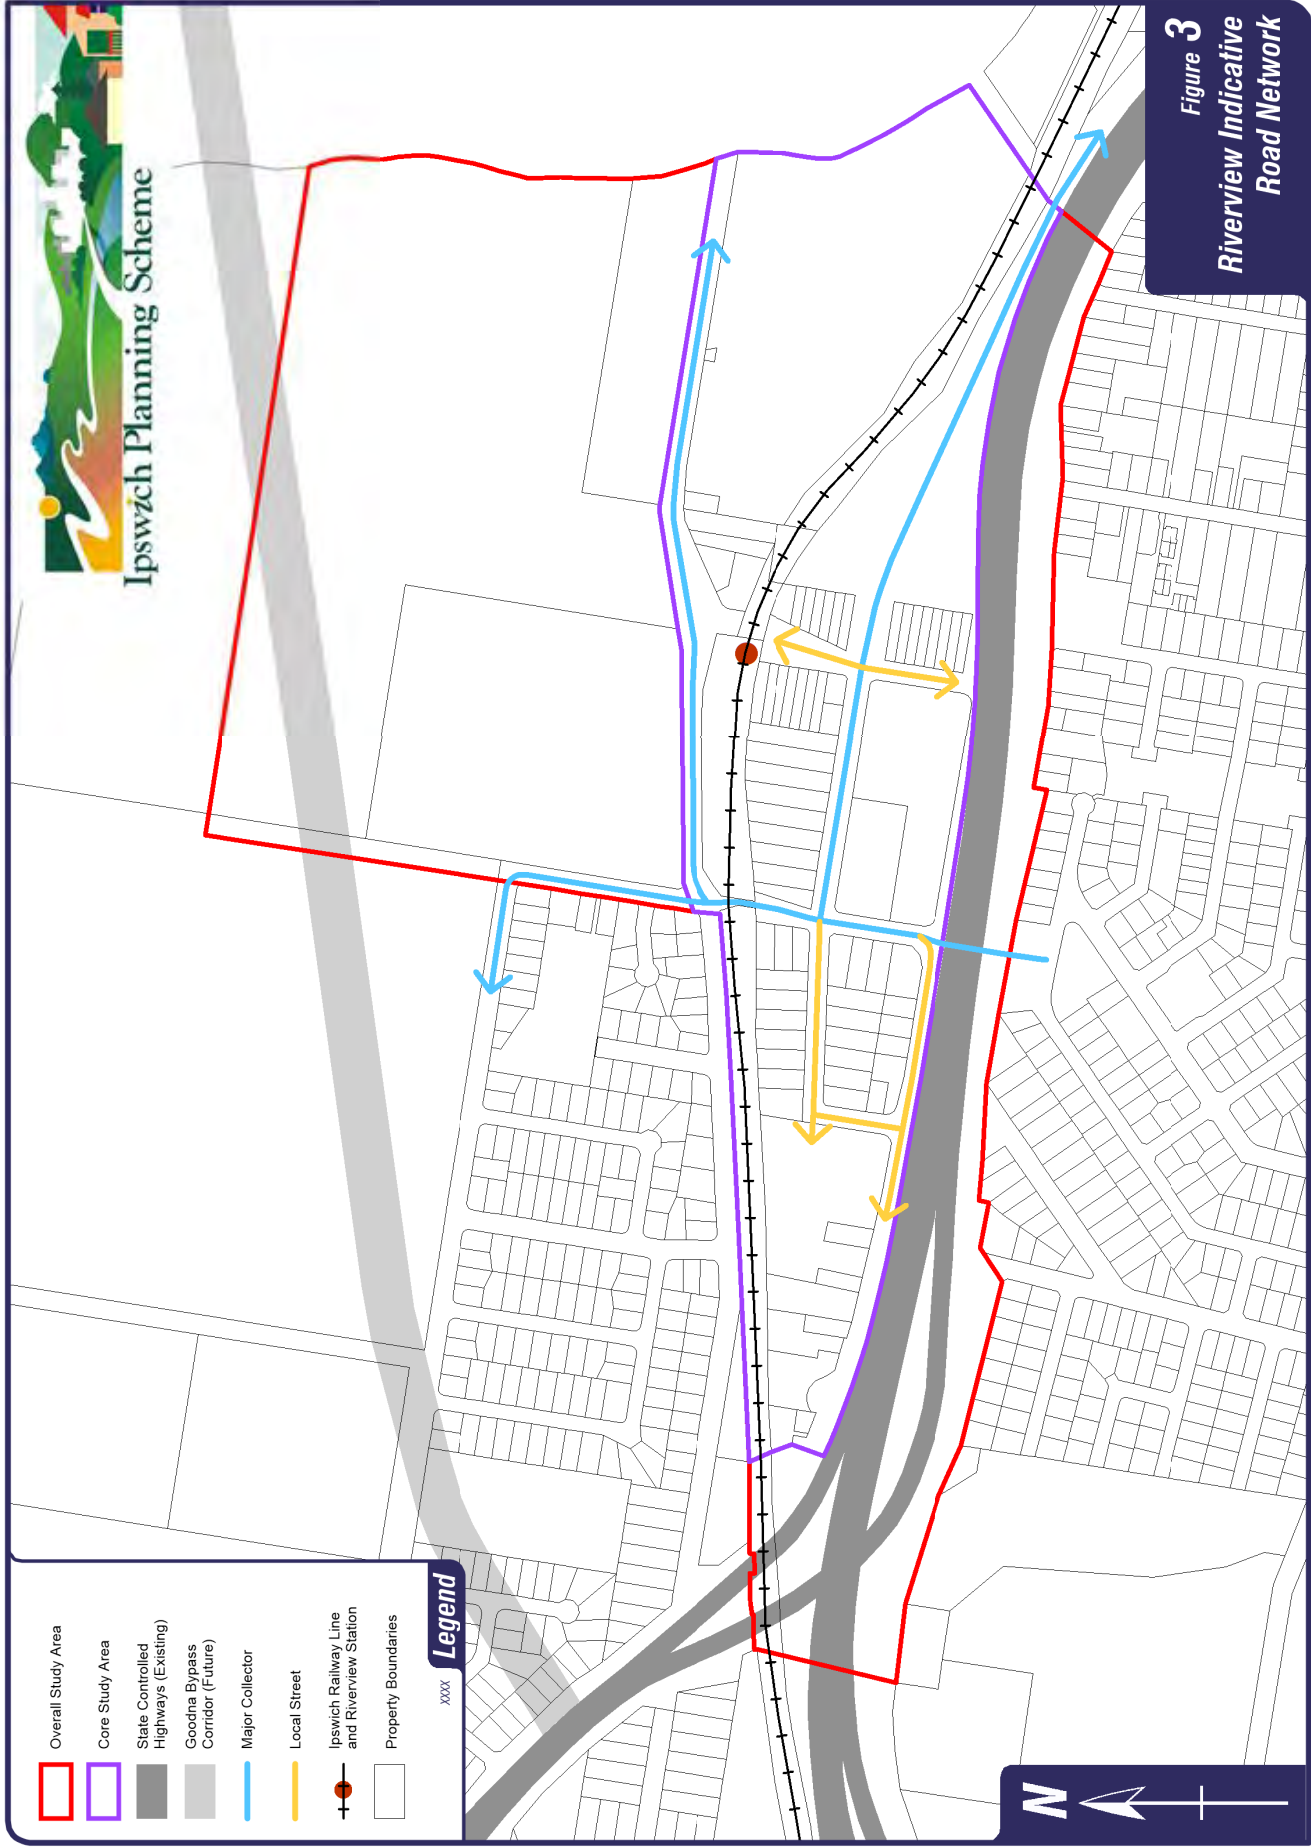 Ipswich Planning Scheme
Figure 3
Riverview Indicative
Road Network
Legend
xxxx
Overall Study Area
Core Study Area
State Controlled
Highways (Existing)
Goodna Bypass
Corridor (Future)
Major Collector
Local Street
Ipswich Railway Line
and Riverview Station
Property Boundaries
N